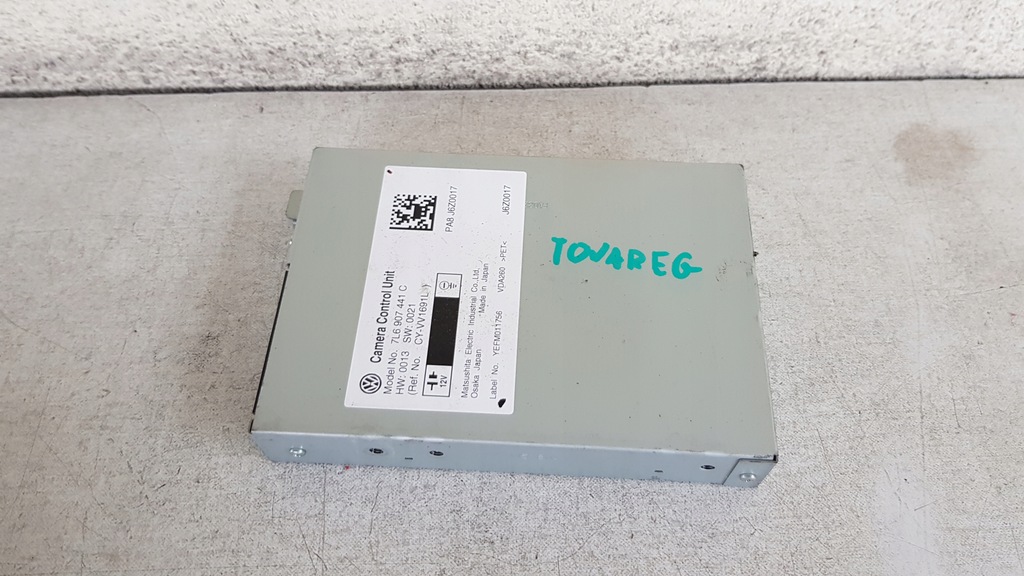 Camera Control Unit
Model No. 7L6 907 441 C
HW: 0013 SW: 0021
(Ref. No. CY-VV1691L
12V
Matsushita Electric Industrial Co.,Ltd.
Osaka Japan Made in Japan
Label No. YEFM011756 VDA260 >PET<
PA8 J6Z0017
J6Z0017
TOVAREG